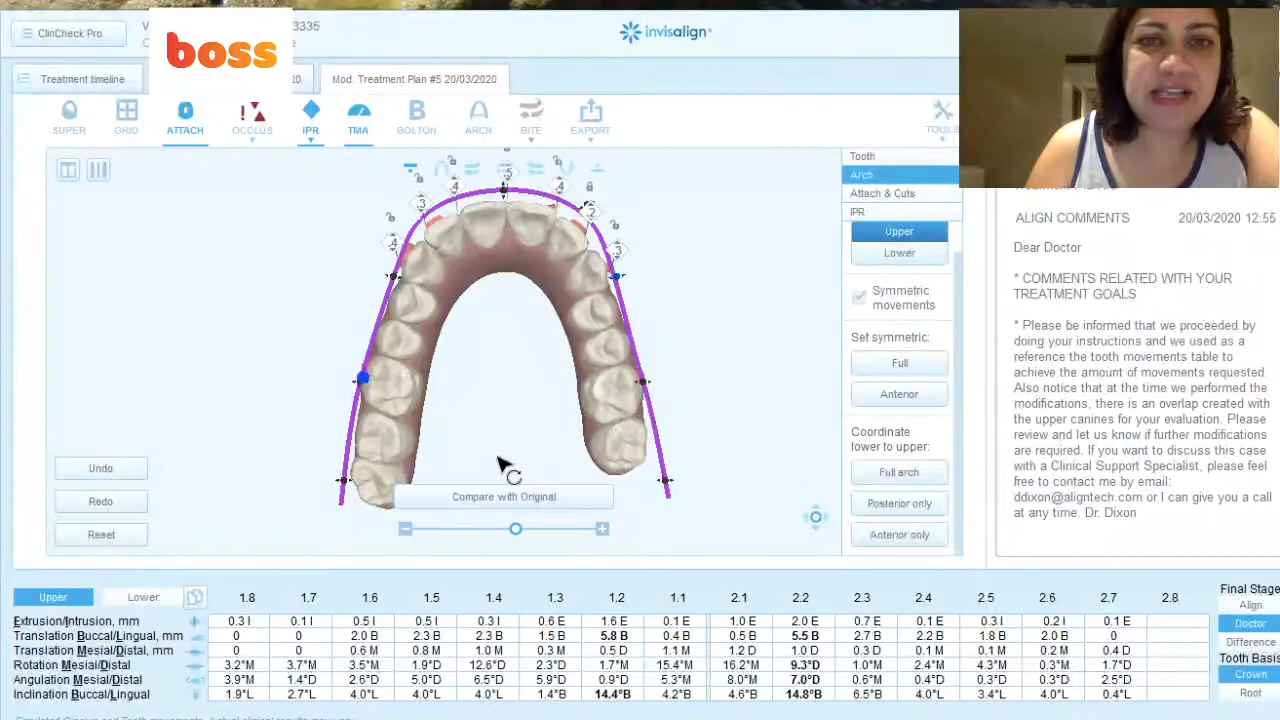 ClinCheck Pro
3335
boss
invisalign
Treatment timeline
20
Mod. Treatment Plan #5 20/03/2020
SUPER
GRID
ATTACH
OCCLUS
IPR
TMA
BOLTON
ARCH
BITE
EXPORT
TOOLS
Tooth
Arch
Attach & Cuts
IPR
Upper
Lower
Symmetric
movements
Set symmetric:
Full
Anterior
Coordinate
lower to upper:
Full arch
Posterior only
Anterior only
.4
.3
.4
.5
.4
.2
.3
Undo
Redo
Reset
Compare with Original
ALIGN COMMENTS 20/03/2020 12:55
Dear Doctor
* COMMENTS RELATED WITH YOUR
TREATMENT GOALS
* Please be informed that we proceeded by
doing your instructions and we used as a
reference the tooth movements table to
achieve the amount of movements requested.
Also notice that at the time we performed the
modifications, there is an overlap created with
the upper canines for your evaluation. Please
review and let us know if further modifications
are required. If you want to discuss this case
with a Clinical Support Specialist, please feel
free to contact me by email:
ddixon@aligntech.com or I can give you a call
at any time. Dr. Dixon
Upper Lower 1.8 1.7 1.6 1.5 1.4 1.3 1.2 1.1 2.1 2.2 2.3 2.4 2.5 2.6 2.7 2.8
Extrusion/Intrusion, mm 0.3 I 0.1 I 0.5 I 0.5 I 0.3 I 0.6 E 1.6 E 0.1 E 1.0 E 2.0 E 0.7 E 0.1 E 0.3 I 0.2 I 0.1 E
Translation Buccal/Lingual, mm 0 0 2.0 B 2.3 B 2.3 B 5.8 B 0.4 B 0.5 B 5.5 B 2.7 B 2.2 B 1.8 B 2.0 B 0
Translation Mesial/Distal, mm 0 0 0.6 M 0.8 M 1.0 M 0.3 M 0.5 D 1.1 M 1.2 D 1.0 D 0.3 D 0.1 M 0.1 M 0.2 M 0.4 D
Rotation Mesial/Distal 3.2°M 3.7°M 3.5°M 1.9°D 12.6°D 2.3°D 1.7°M 15.4°M 16.2°M 9.3°D 1.0°M 2.4°M 4.3°M 0.3°M 1.7°D
Angulation Mesial/Distal 3.9°M 1.4°D 2.6°D 5.0°D 6.4°D 5.6°D 0.9°D 5.3°M 8.0°M 7.0°D 0.6°M 0.4°D 0.3°D 0.3°M 2.5°D
Inclination Buccal/Lingual 1.9°L 2.7°L 4.0°L 4.0°L 4.0°L 1.4°B 14.4°B 4.2°B 4.6°B 14.8°B 6.5°B 4.0°L 3.4°L 4.0°L 0.4°L
Final Stage
Align
Doctor
Difference
Tooth Basis
Crown
Root